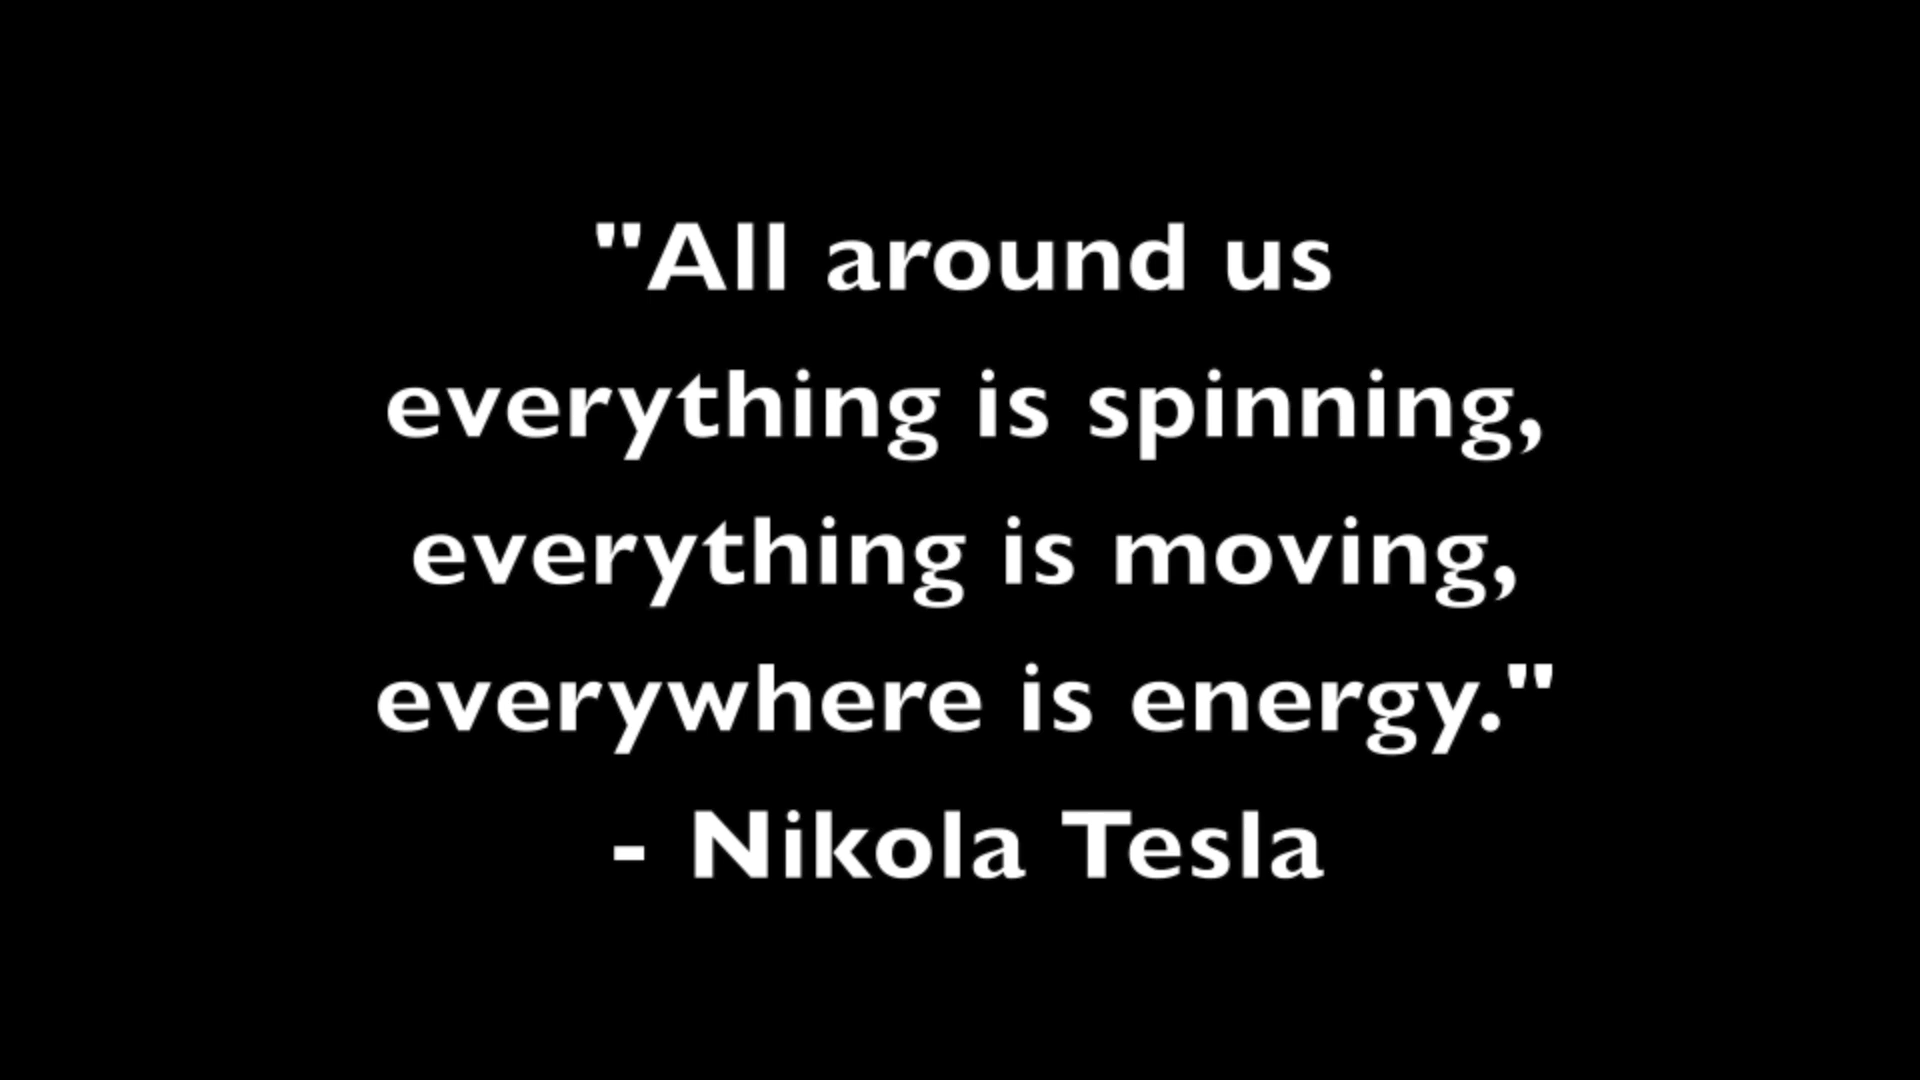 "All around us
everything is spinning,
everything is moving,
everywhere is energy."
- Nikola Tesla